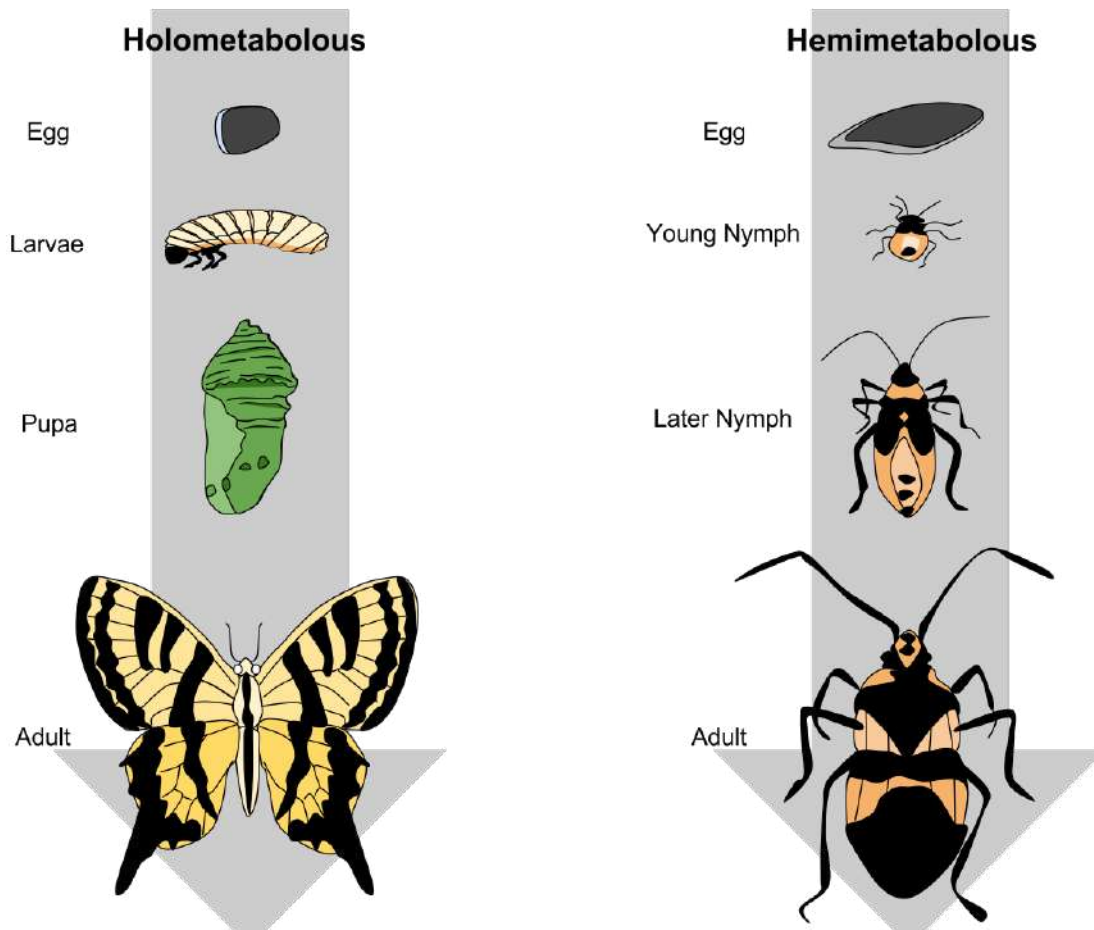 Holometabolous
Egg
Larvae
Pupa
Adult
Hemimetabolous
Egg
Young Nymph
Later Nymph
Adult